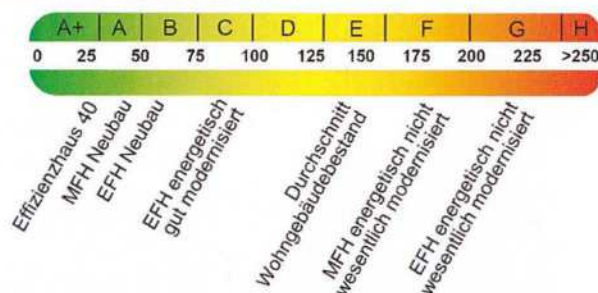 A+ A B C D E F G H
0 25 50 75 100 125 150 175 200 225 >250
Effizienzhaus 40
MFH Neubau
EFH Neubau
EFH energetisch
gut modernisiert
Durchschnitt
Wohngebäudebestand
MFH energetisch nicht
wesentlich modernisiert
EFH energetisch nicht
wesentlich modernisiert